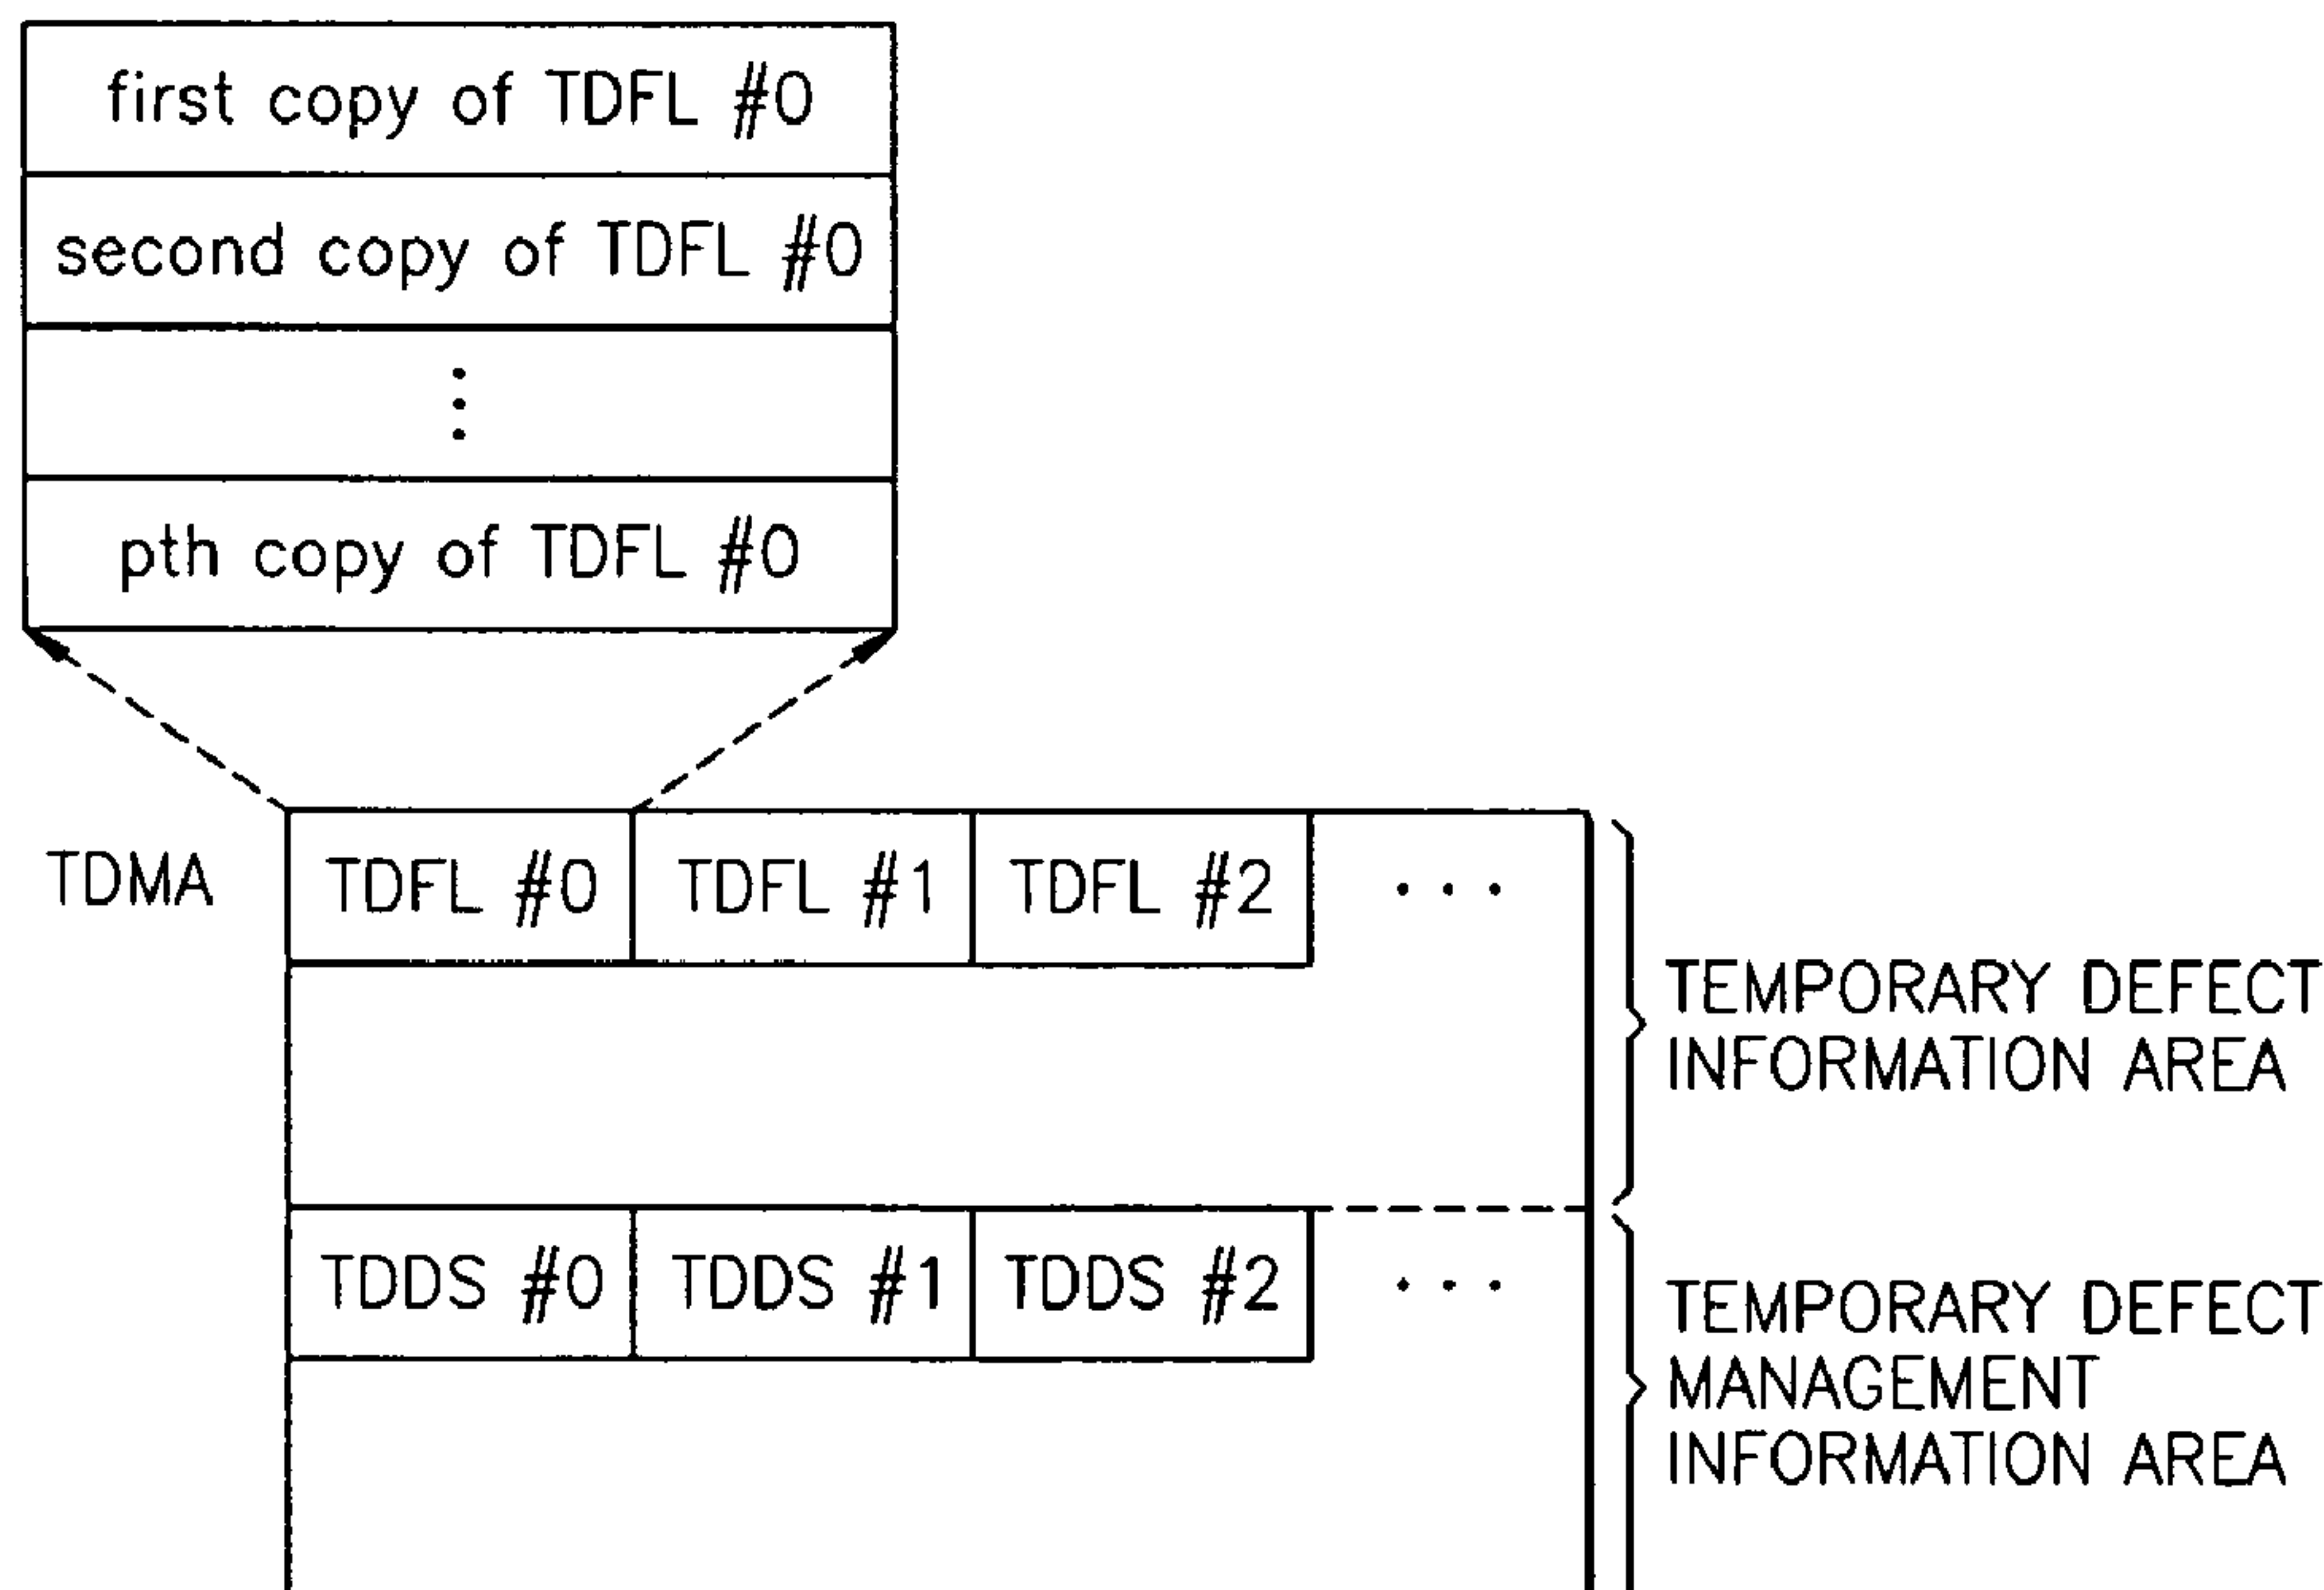 first copy of TDFL #0
second copy of TDFL #0
⋮
pth copy of TDFL #0
TDMA
TDFL #0
TDFL #1
TDFL #2
...
TEMPORARY DEFECT
INFORMATION AREA
TDDS #0
TDDS #1
TDDS #2
...
TEMPORARY DEFECT
MANAGEMENT
INFORMATION AREA